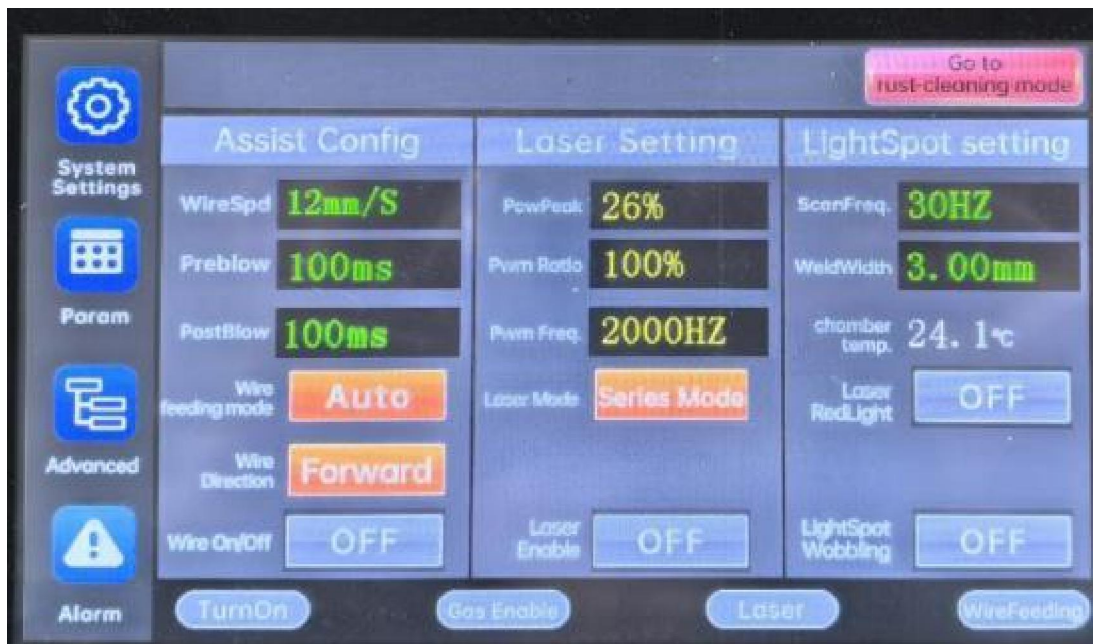 Go to
rust-cleaning mode
System
Settings
Param
Advanced
Alarm
Assist Config
WireSpd 12mm/S
Preblow 100ms
PostBlow 100ms
Wire
feeding mode Auto
Wire
Direction Forward
Wire On/Off OFF
Laser Setting
PowPeak 26%
Pwm Ratio 100%
Pwm Freq. 2000HZ
Laser Mode Series Mode
Laser
Enable OFF
LightSpot setting
ScanFreq. 30HZ
WeldWidth 3.00mm
chamber
temp. 24.1℃
Laser
RedLight OFF
LightSpot
Wobbling OFF
TurnOn
Gas Enable
Laser
WireFeeding